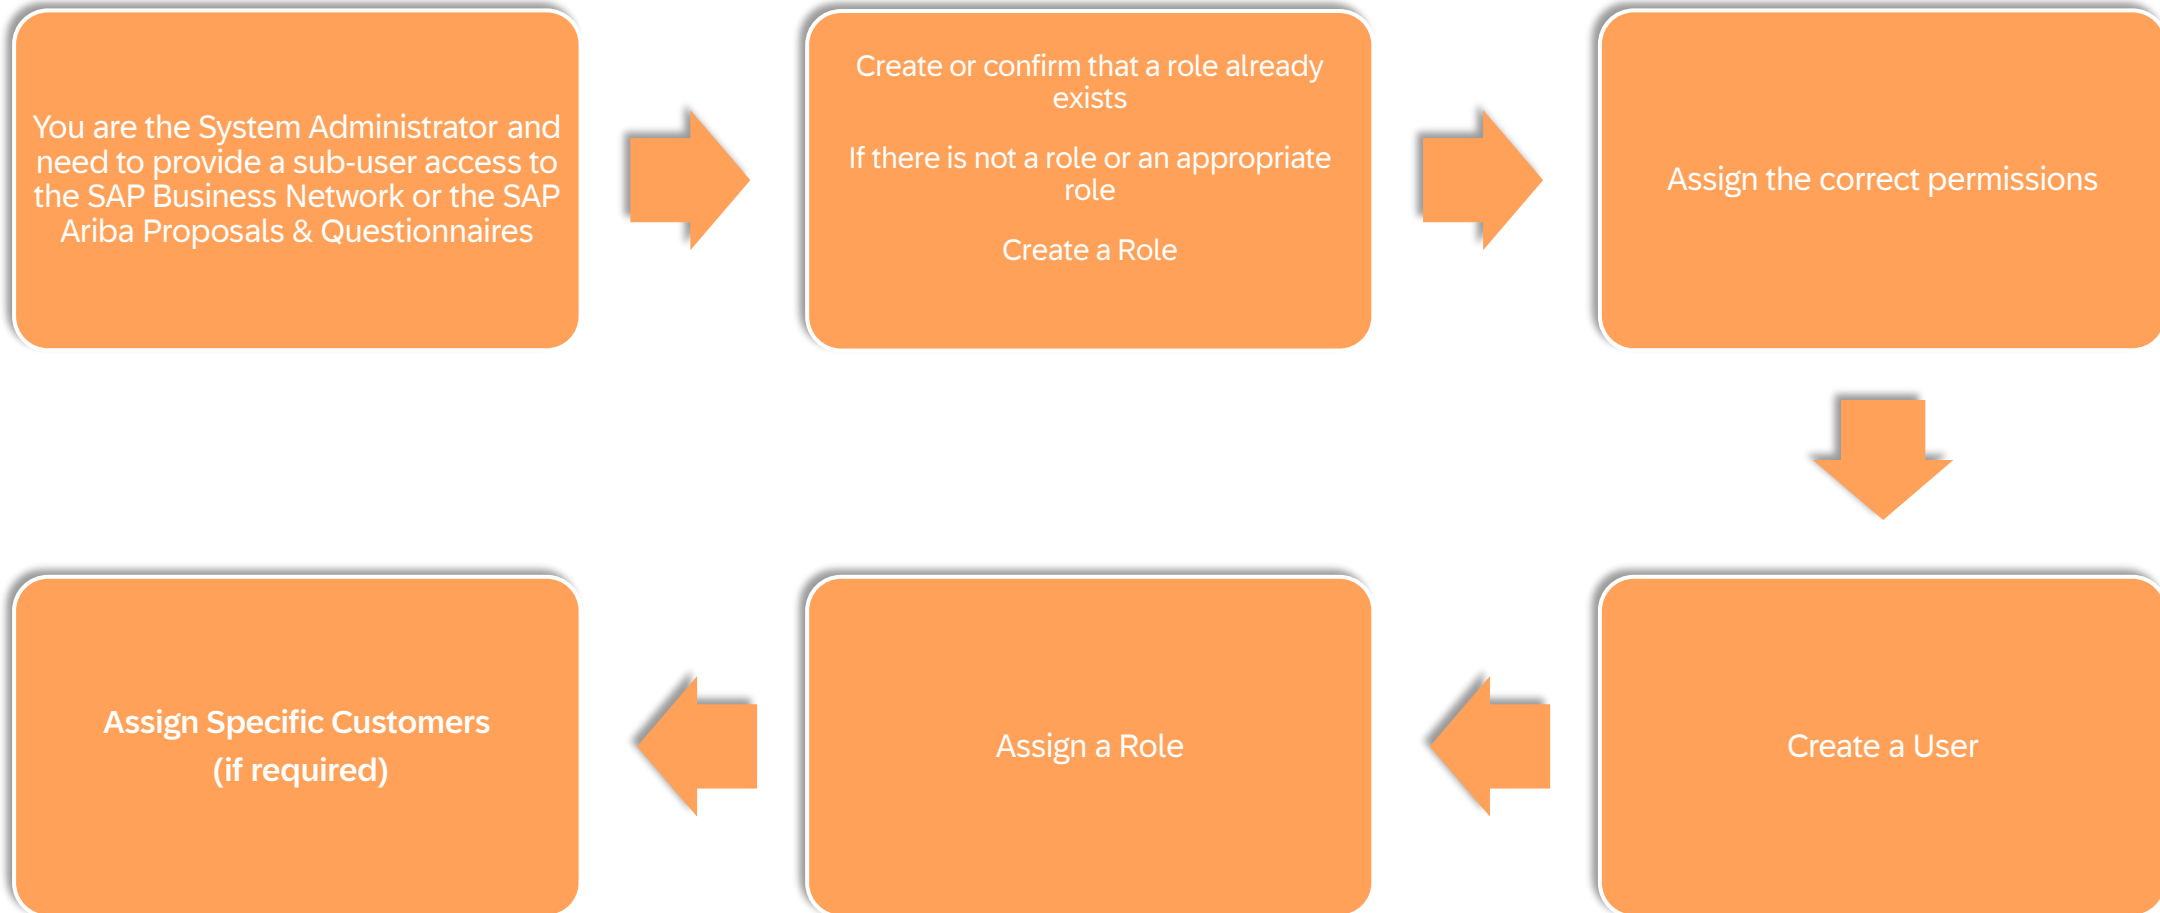 You are the System Administrator and
need to provide a sub-user access to
the SAP Business Network or the SAP
Ariba Proposals & Questionnaires
Create or confirm that a role already
exists
If there is not a role or an appropriate
role
Create a Role
Assign the correct permissions
Create a User
Assign a Role
Assign Specific Customers
(if required)